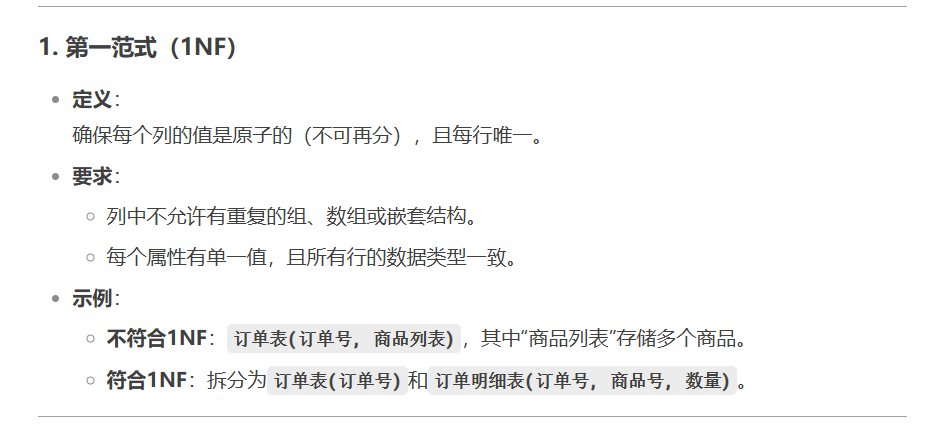 1. 第一范式（1NF）
定义：
确保每个列的值是原子的（不可再分），且每行唯一。
要求：
列中不允许有重复的组、数组或嵌套结构。
每个属性有单一值，且所有行的数据类型一致。
示例：
不符合1NF：订单表(订单号, 商品列表)，其中"商品列表"存储多个商品。
符合1NF：拆分为订单表(订单号)和订单明细表(订单号, 商品号, 数量)。